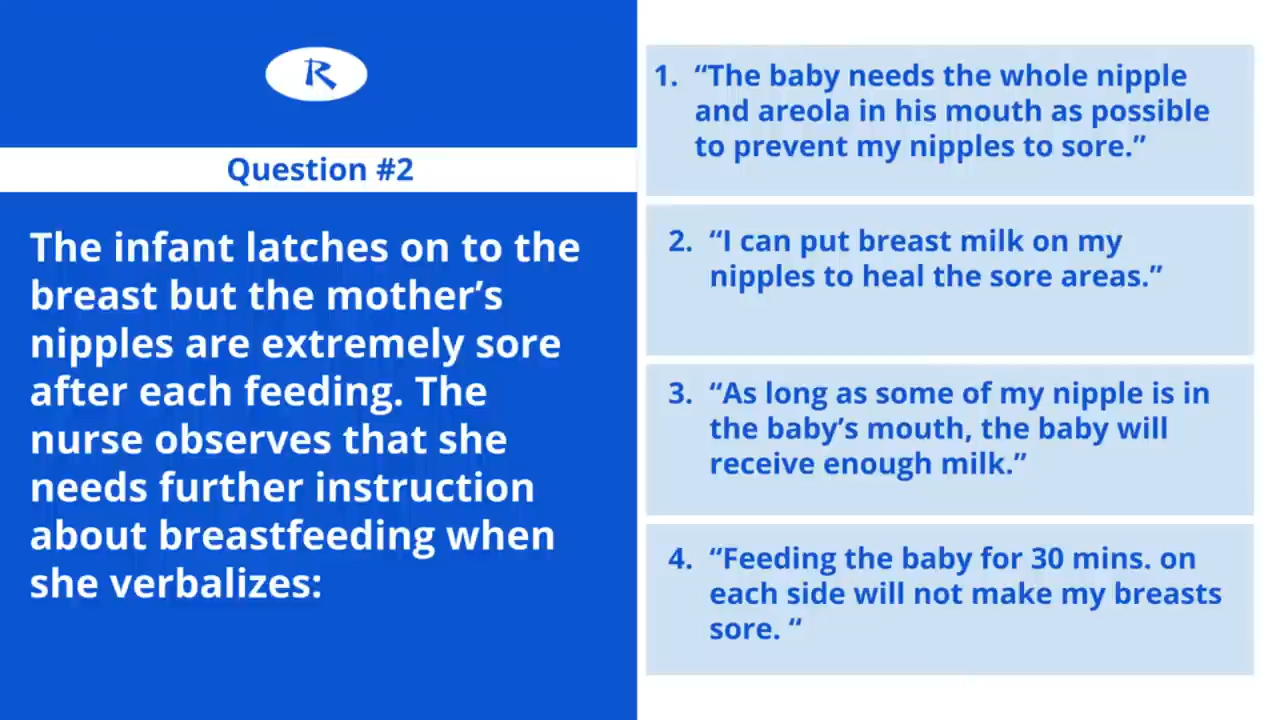 R
Question #2
The infant latches on to the
breast but the mother’s
nipples are extremely sore
after each feeding. The
nurse observes that she
needs further instruction
about breastfeeding when
she verbalizes:
1. “The baby needs the whole nipple
and areola in his mouth as possible
to prevent my nipples to sore.”
2. “I can put breast milk on my
nipples to heal the sore areas.”
3. “As long as some of my nipple is in
the baby’s mouth, the baby will
receive enough milk.”
4. “Feeding the baby for 30 mins. on
each side will not make my breasts
sore. “